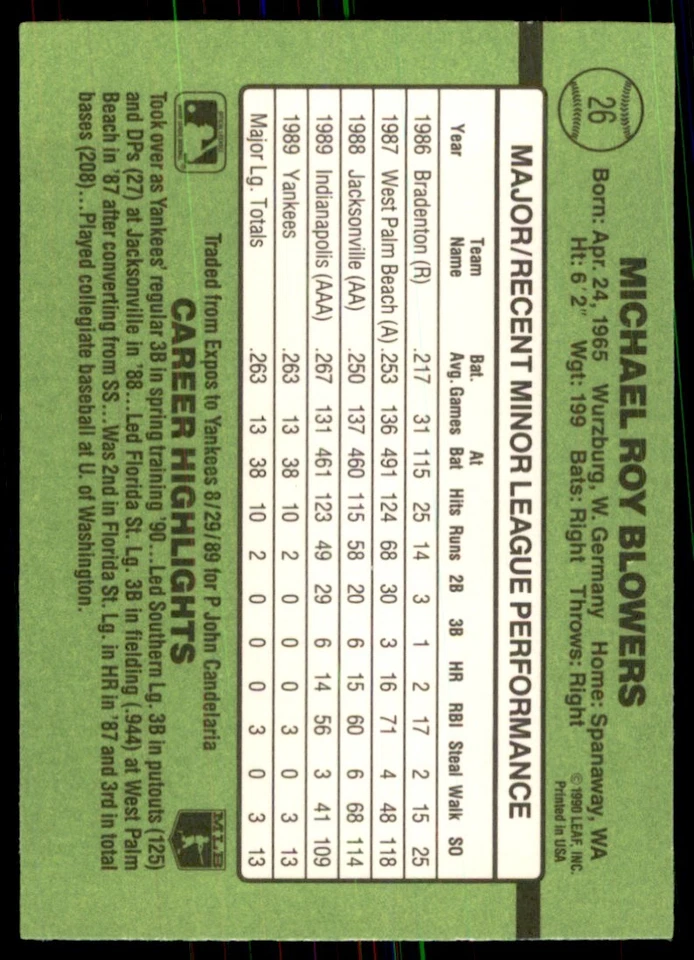 26
MICHAEL ROY BLOWERS
Born: Apr. 24, 1965 Wurzburg, W. Germany Home: Spanaway, WA
Ht: 6'2" Wgt: 199 Bats: Right Throws: Right
© 1990 LEAF, INC.
Printed in USA
MAJOR/RECENT MINOR LEAGUE PERFORMANCE
Year Team Name Bat. Avg. Games At Bat Hits Runs 2B 3B HR RBI Steal Walk SO
1986 Bradenton (R) .217 31 115 25 14 3 1 2 17 2 15 25
1987 West Palm Beach (A) .253 136 491 124 68 30 3 16 71 4 48 118
1988 Jacksonville (AA) .250 137 460 115 58 20 6 15 60 6 68 114
1989 Indianapolis (AAA) .267 131 461 123 49 29 6 14 56 3 41 109
1989 Yankees .263 13 38 10 2 0 0 0 3 0 3 13
Major Lg. Totals .263 13 38 10 2 0 0 0 3 0 3 13
Traded from Expos to Yankees 8/29/89 for P John Candelaria
CAREER HIGHLIGHTS
MLB
Took over as Yankees' regular 3B in spring training '90...Led Southern Lg. 3B in putouts (125)
and DPs (27) at Jacksonville in '88...Led Florida St. Lg. 3B in fielding (.944) at West Palm
Beach in '87 after converting from SS...Was 2nd in Florida St. Lg. in HR in '87 and 3rd in total
bases (208)...Played collegiate baseball at U. of Washington.